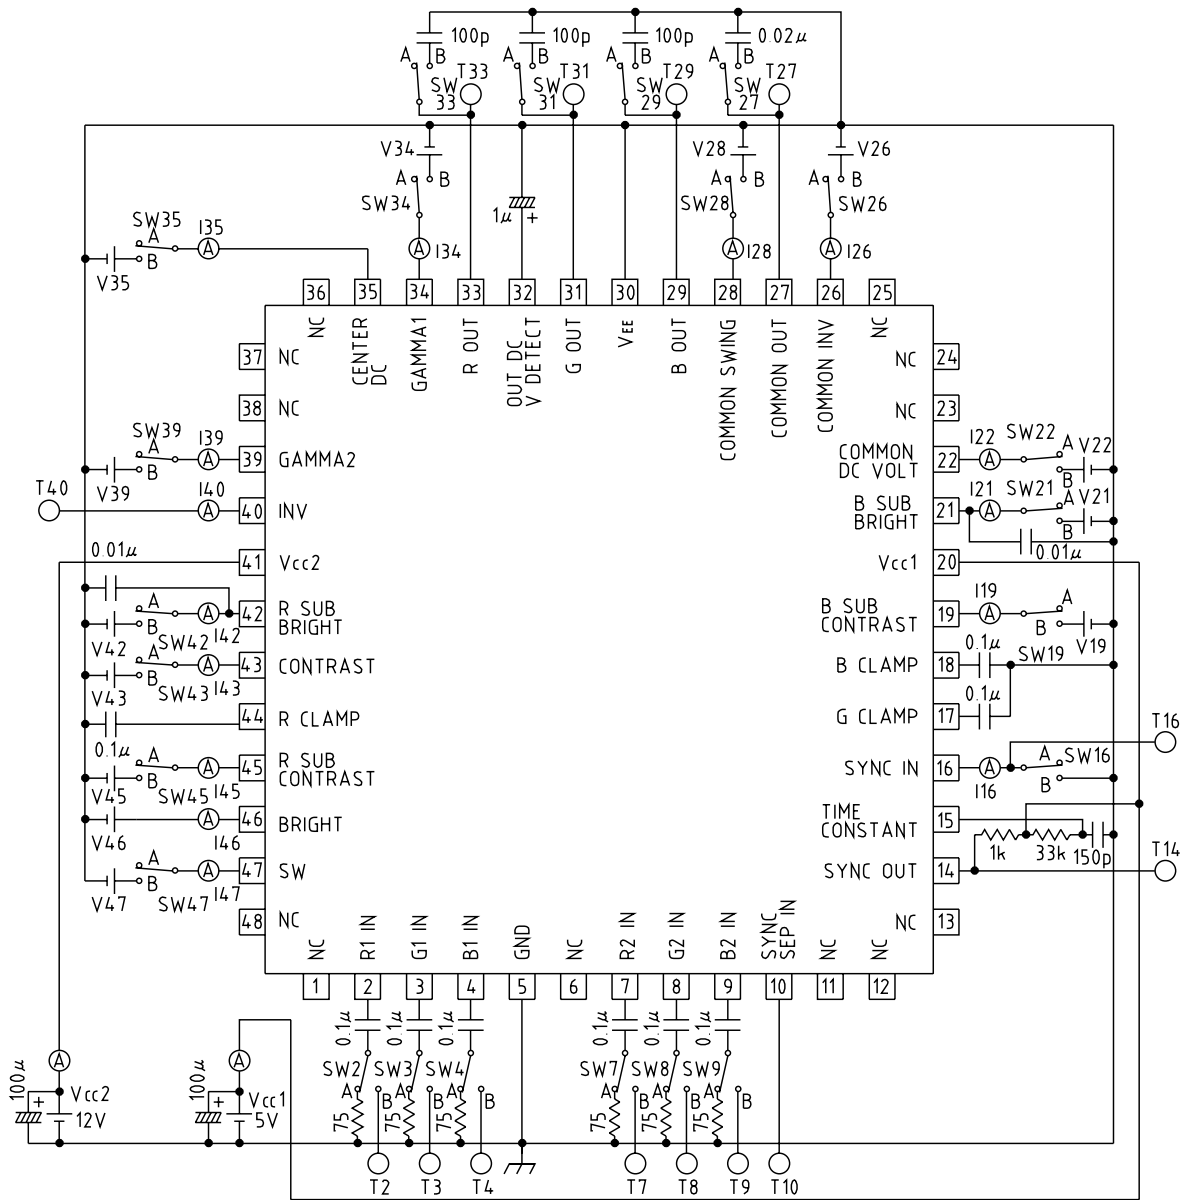 100p 100p 100p 0.02μ
A B A B A B A B
SW 33 T33 SW 31 T31 SW 29 T29 SW 27 T27
V34 V28 V26
A B A B A B
SW34 SW28 SW26
1μ +
I34 I28 I26
SW35 I35
A
B
V35
36 35 34 33 32 31 30 29 28 27 26 25
NC
CENTER DC
GAMMA1
R OUT
OUT DC V DETECT
G OUT
VEE
B OUT
COMMON SWING
COMMON OUT
COMMON INV
NC
37 NC
38 NC
SW39 I39
A
B
V39
39 GAMMA2
T40 I40
40 INV
0.01μ
41 Vcc2
A
B
V42 SW42 I42
42 R SUB BRIGHT
A
B
V43 SW43 I43
43 CONTRAST
0.1μ
44 R CLAMP
A
B
V45 SW45 I45
45 R SUB CONTRAST
V46 I46
46 BRIGHT
A
B
V47 SW47 I47
47 SW
48 NC
NC 24
NC 23
COMMON DC VOLT 22
I22 SW22 A B V22
B SUB BRIGHT 21
I21 SW21 A B V21
0.01μ
Vcc1 20
B SUB CONTRAST 19
I19 A B SW19 V19
B CLAMP 18
0.1μ
G CLAMP 17
0.1μ
T16
SYNC IN 16
I16 A B SW16
TIME CONSTANT 15
1k 33k 150p
T14
SYNC OUT 14
NC 13
NC
R1 IN
G1 IN
B1 IN
GND
NC
R2 IN
G2 IN
B2 IN
SYNC SEP IN
NC
NC
1 2 3 4 5 6 7 8 9 10 11 12
0.1μ 0.1μ 0.1μ 0.1μ 0.1μ 0.1μ
SW2 SW3 SW4 SW7 SW8 SW9
A B A B A B A B A B A B
75 75 75 75 75 75
100μ + A Vcc2 12V
100μ + A Vcc1 5V
T2 T3 T4 T7 T8 T9 T10